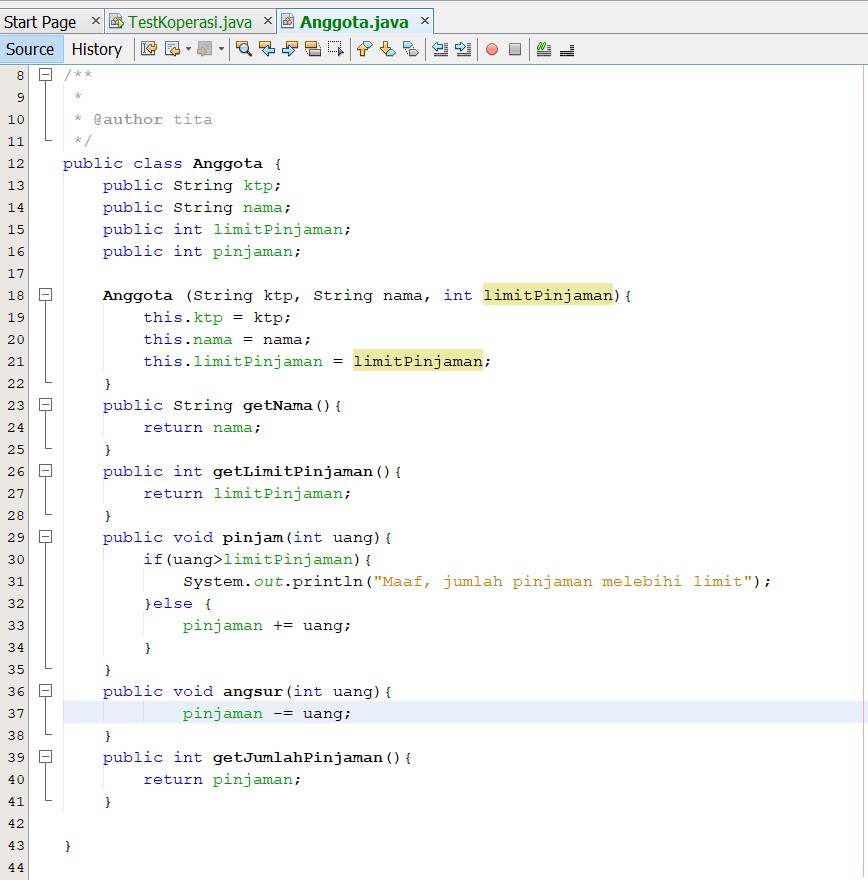 Start Page × TestKoperasi.java × Anggota.java ×
Source History
8 /**
9 *
10 * @author tita
11 */
12 public class Anggota {
13 public String ktp;
14 public String nama;
15 public int limitPinjaman;
16 public int pinjaman;
17
18 Anggota (String ktp, String nama, int limitPinjaman){
19 this.ktp = ktp;
20 this.nama = nama;
21 this.limitPinjaman = limitPinjaman;
22 }
23 public String getNama(){
24 return nama;
25 }
26 public int getLimitPinjaman(){
27 return limitPinjaman;
28 }
29 public void pinjam(int uang){
30 if(uang>limitPinjaman){
31 System.out.println("Maaf, jumlah pinjaman melebihi limit");
32 }else {
33 pinjaman += uang;
34 }
35 }
36 public void angsur(int uang){
37 pinjaman -= uang;
38 }
39 public int getJumlahPinjaman(){
40 return pinjaman;
41 }
42
43 }
44